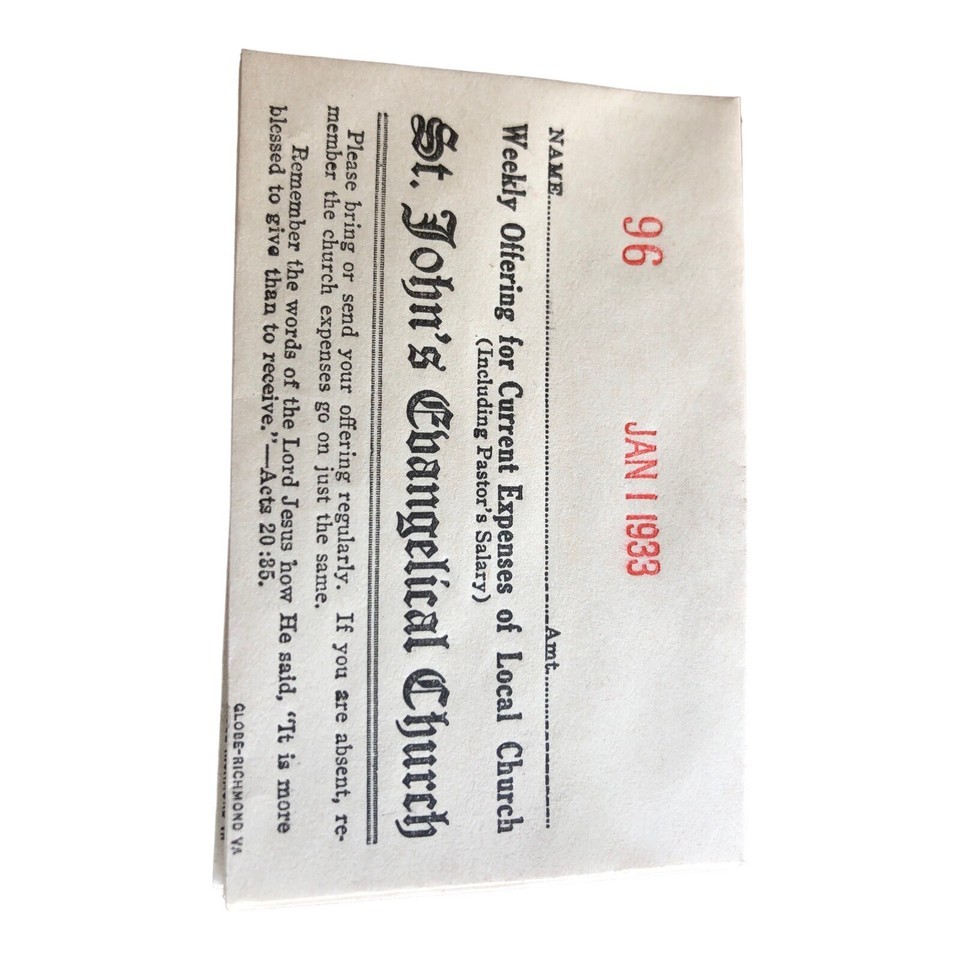 96 JAN 1 1933
NAME Amt.
Weekly Offering for Current Expenses of Local Church
(Including Pastor's Salary)
St. John's Evangelical Church
Please bring or send your offering regularly. If you are absent, re-
member the church expenses go on just the same.
Remember the words of the Lord Jesus how He said, "It is more
blessed to give than to receive."—Acts 20:35.
GLOBE-RICHMOND VA